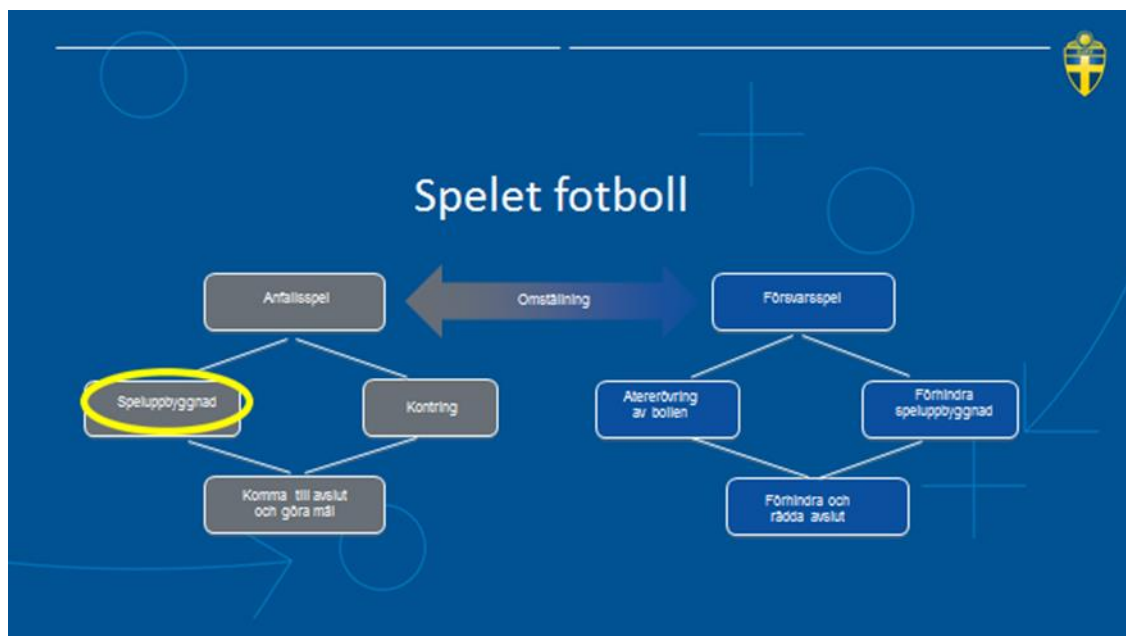 Spelet fotboll
Anfallsspel
Omställning
Försvarsspel
Speluppbyggnad
Kontring
Återerövring
av bollen
Förhindra
speluppbyggnad
Komma till avslut
och göra mål
Förhindra och
rädda avslut